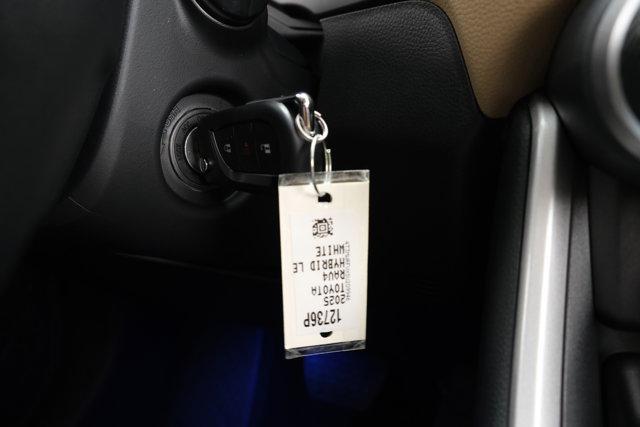 12736P
2025
TOYOTA
RAV4
HYBRID LE
WHITE